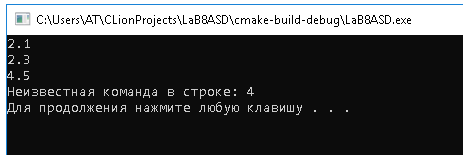 C:\Users\AT\CLionProjects\LaB8ASD\cmake-build-debug\LaB8ASD.exe
2.1
2.3
4.5
Неизвестная команда в строке: 4
Для продолжения нажмите любую клавишу . . .